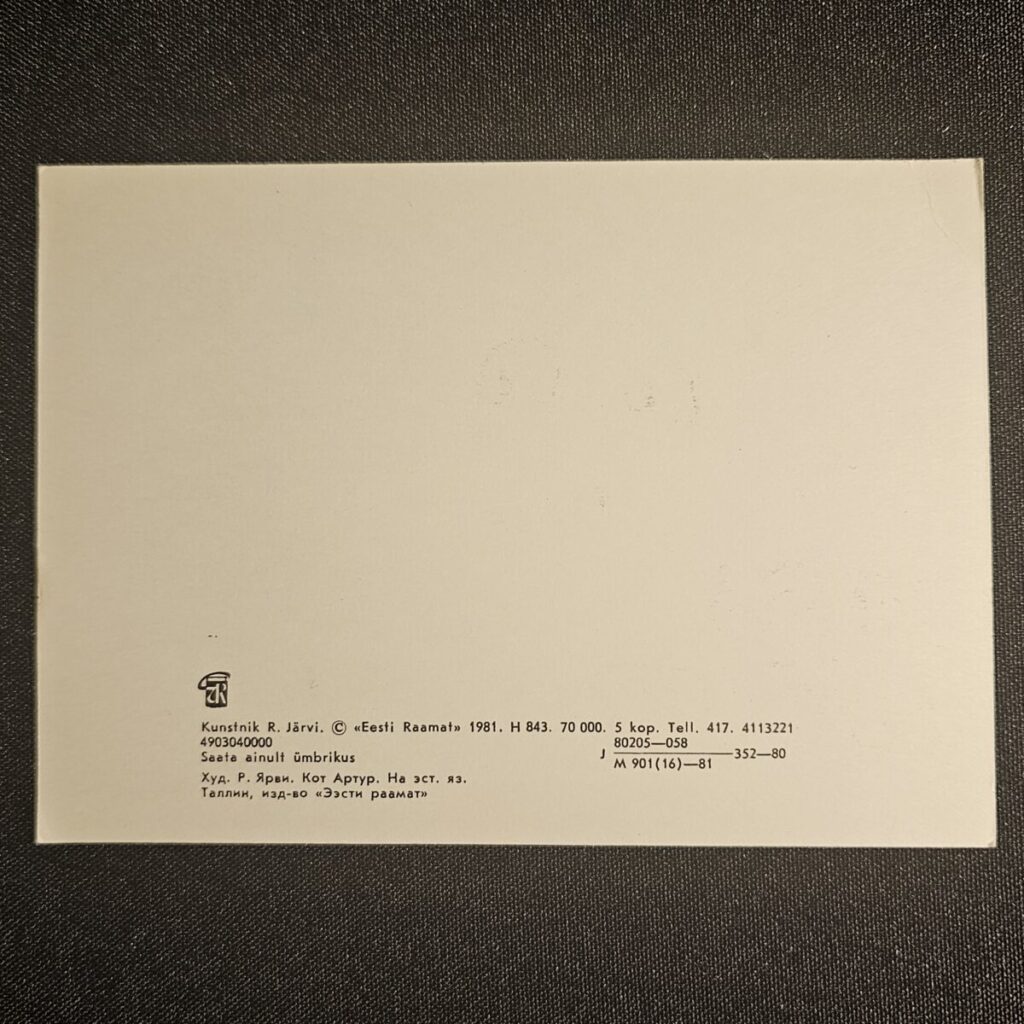 Kunstnik R. Järvi. © «Eesti Raamat» 1981. H 843. 70 000. 5 kop. Tell. 417. 4113221
4903040000
80205—058
Saata ainult ümbrikus
J
352—80
M 901(16)—81
Худ. Р. Ярви. Кот Артур. На эст. яз.
Таллин, изд-во «Ээсти раамат»